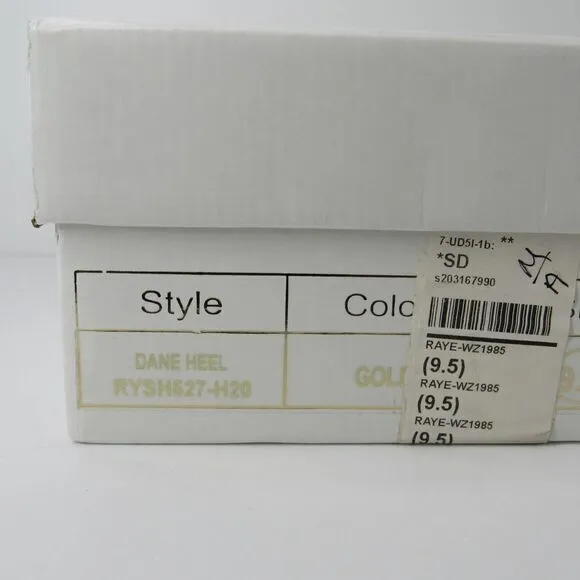 7-UD5I-1b: **
*SD
s203167990
RAYE-WZ1985
(9.5)
RAYE-WZ1985
(9.5)
RAYE-WZ1985
(9.5)
Style Colo
DANE HEEL GOL
RYSH627-H20